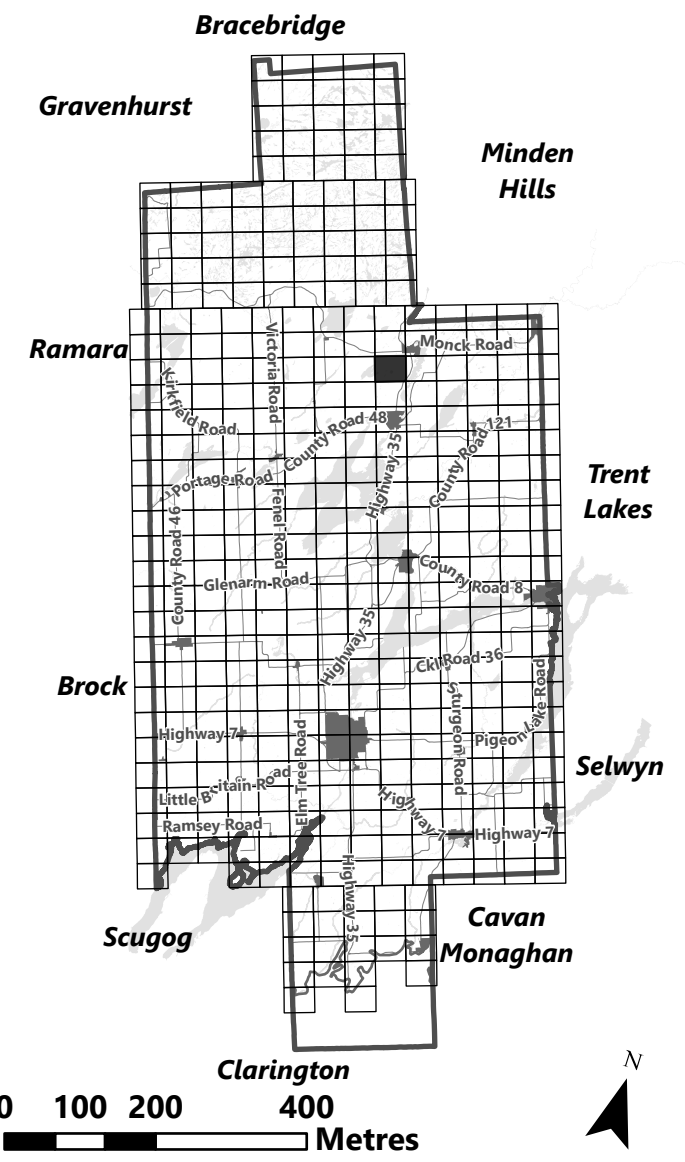 Bracebridge
Gravenhurst
Minden
Hills
Ramara
Monck Road
Victoria Road
Kirkfield Road
County Road 48
County Road 121
Highway 35
Portage Road
Trent
Lakes
Fenel Road
County Road 46
Glenarm Road
County Road 8
Highway 35
Ckl Road 36
Brock
Sturgeon Road
Pigeon Lake Road
Highway 7
Elm Tree Road
Selwyn
Little Britain Road
Highway 7
Ramsey Road
Highway 7
Highway 35
Scugog
Cavan
Monaghan
Clarington
N
0 100 200 400
Metres